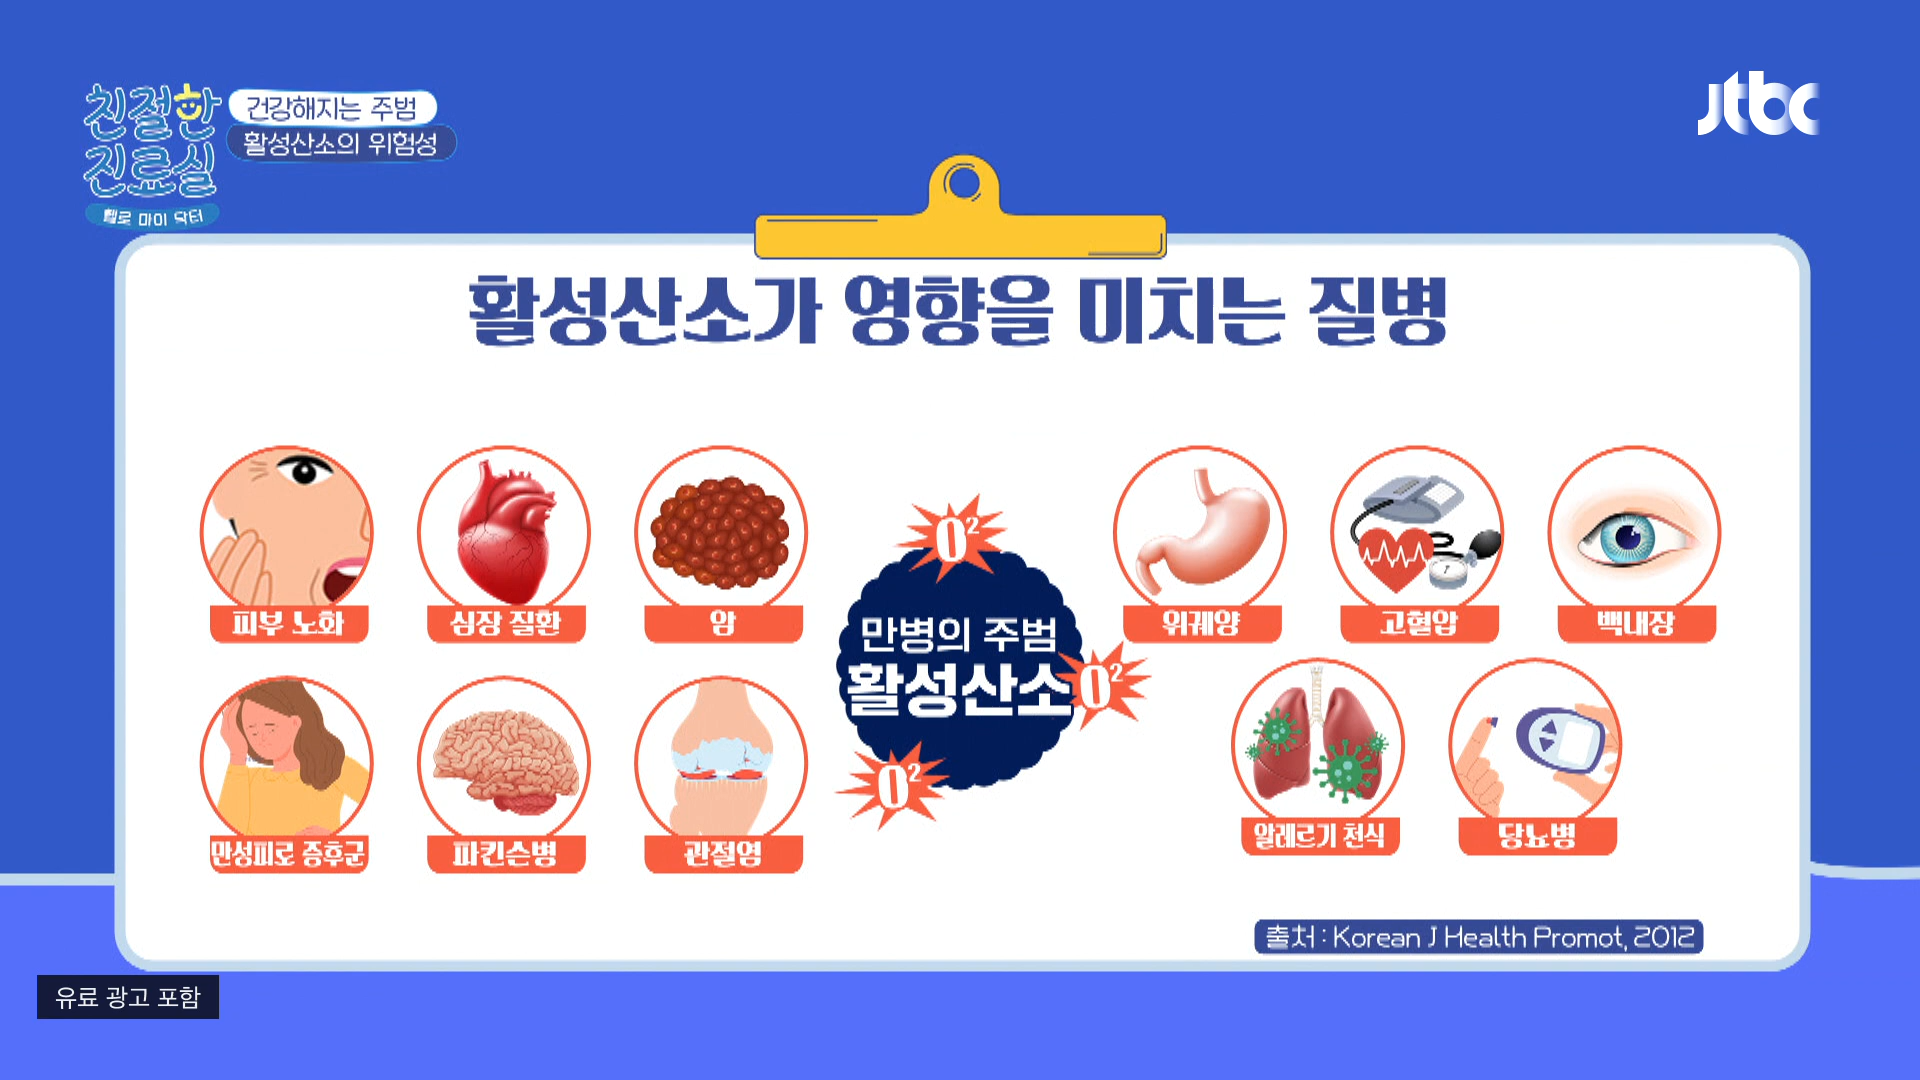 친절한
진료실
헬로 마이 닥터
건강해지는 주범
활성산소의 위험성
jtbc
활성산소가 영향을 미치는 질병
피부 노화
심장 질환
암
위궤양
고혈압
백내장
O²
만병의 주범
활성산소
O²
O²
만성피로 증후군
파킨슨병
관절염
알레르기 천식
당뇨병
출처 : Korean J Health Promot, 2012
유료 광고 포함